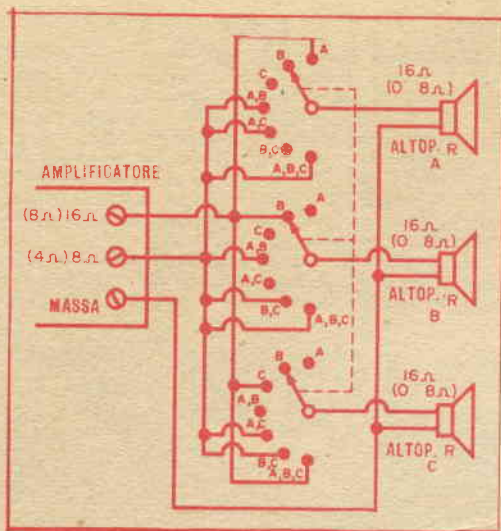 AMPLIFICATORE
(8Ω)16Ω
(4Ω)8Ω
MASSA
A
B
C
A,B
A,C
B,C
A,B,C
16Ω
(O 8Ω)
ALTOP. R
A
A
B
C
A,B
A,C
B,C
A,B,C
16Ω
(O 8Ω)
ALTOP. R
B
A
B
C
A,B
A,C
B,C
A,B,C
16Ω
(O 8Ω)
ALTOP. R
C